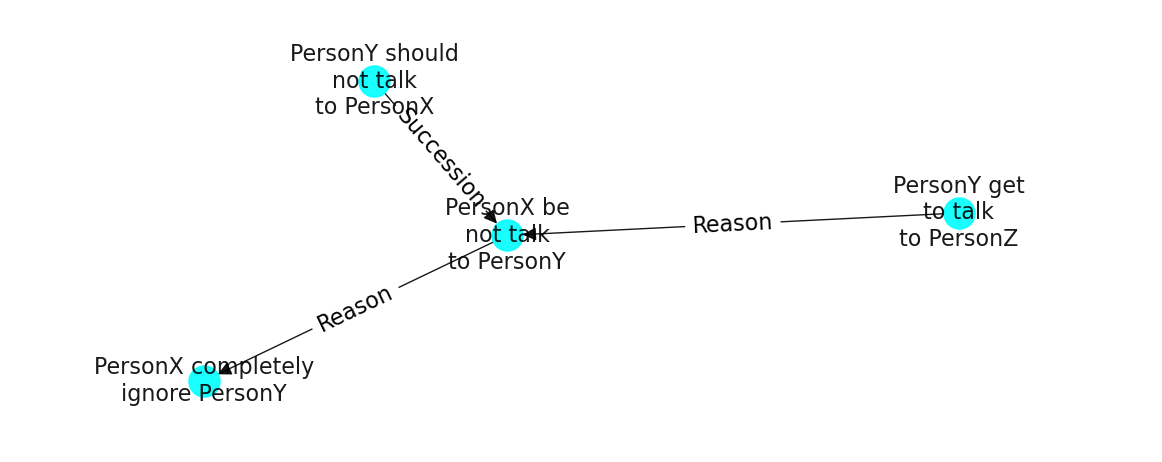 PersonY should
not talk
to PersonX
Succession
PersonY get
to talk
to PersonZ
PersonX be
not talk
to PersonY
Reason
Reason
PersonX completely
ignore PersonY